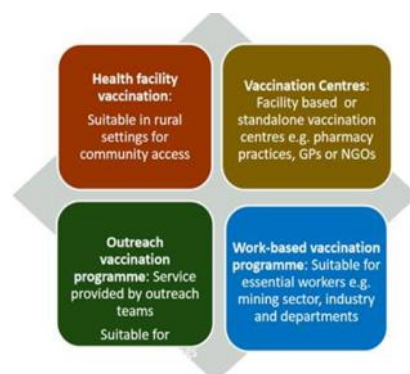 Health facility
vaccination:
Suitable in rural
settings for
community access
Vaccination Centres:
Facility based or
standalone vaccination
centres e.g. pharmacy
practices, GPs or NGOs
Outreach
vaccination
programme: Service
provided by outreach
teams
Suitable for
Work-based vaccination
programme: Suitable for
essential workers e.g.
mining sector, industry
and departments